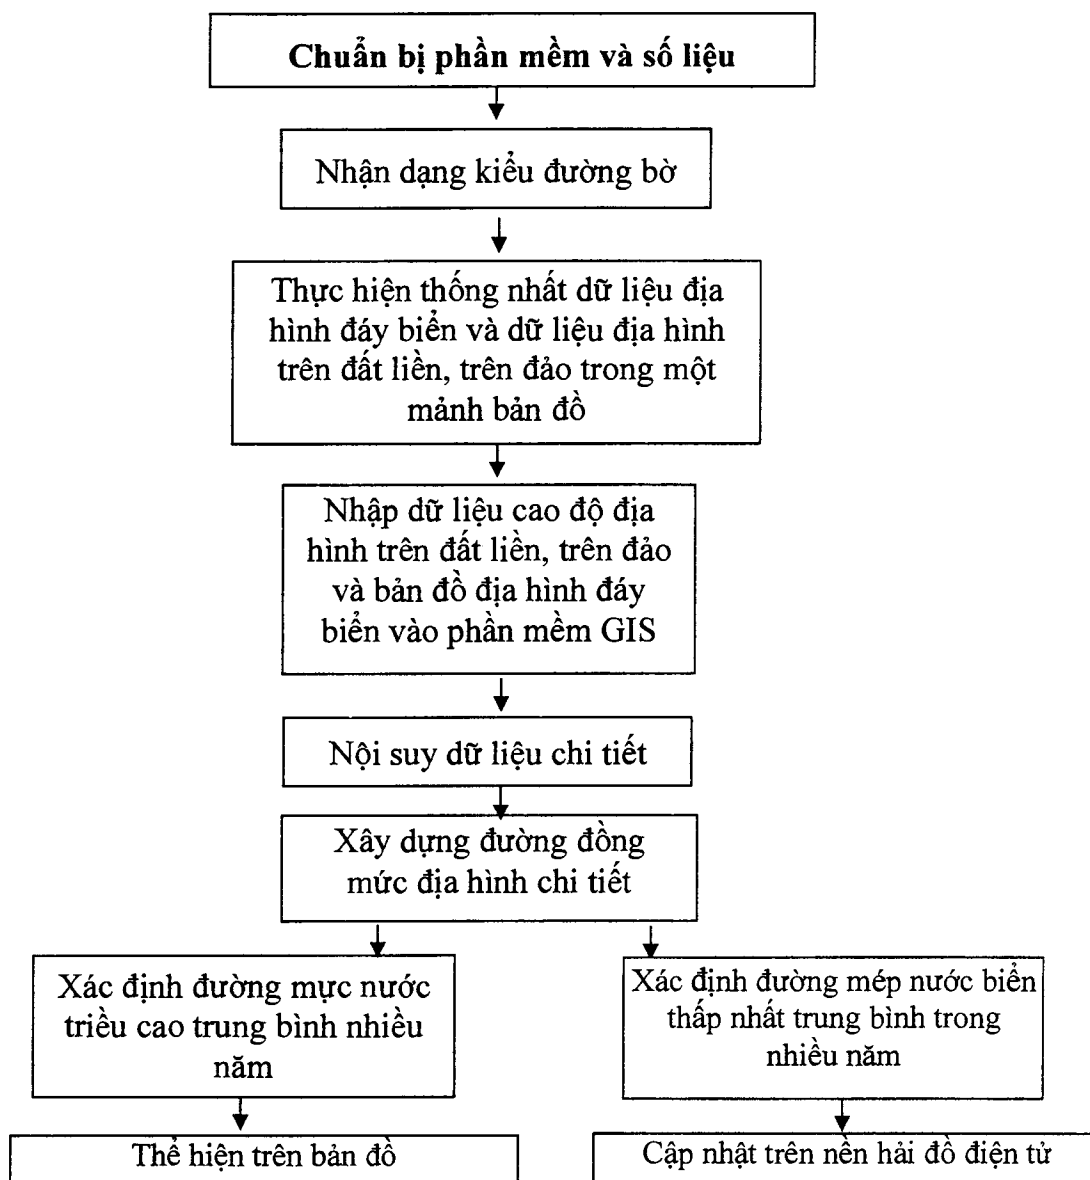 Chuẩn bị phần mềm và số liệu
Nhận dạng kiểu đường bờ
Thực hiện thống nhất dữ liệu địa
hình đáy biển và dữ liệu địa hình
trên đất liền, trên đảo trong một
mảnh bản đồ
Nhập dữ liệu cao độ địa
hình trên đất liền, trên đảo
và bản đồ địa hình đáy
biển vào phần mềm GIS
Nội suy dữ liệu chi tiết
Xây dựng đường đồng
mức địa hình chi tiết
Xác định đường mực nước
triều cao trung bình nhiều
năm
Xác định đường mép nước biển
thấp nhất trung bình trong
nhiều năm
Thể hiện trên bản đồ
Cập nhật trên nền hải đồ điện tử